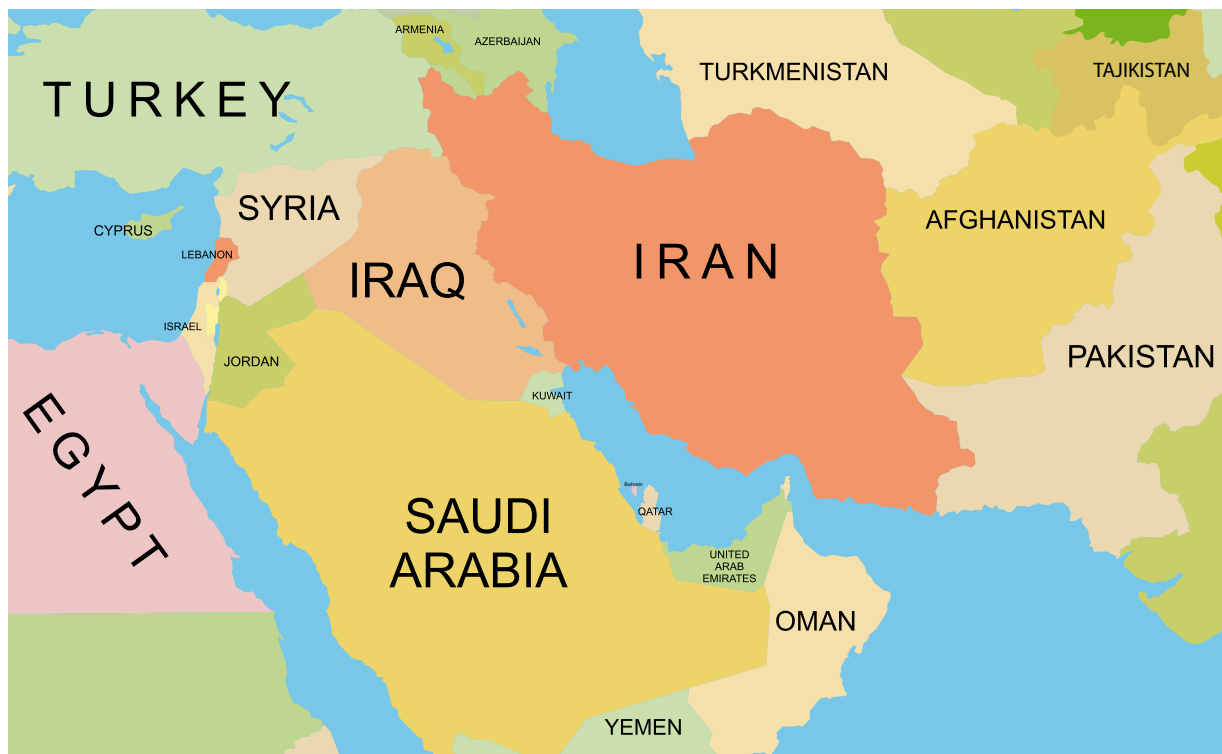 ARMENIA
AZERBAIJAN
TURKMENISTAN
TAJIKISTAN
TURKEY
SYRIA
CYPRUS
AFGHANISTAN
LEBANON
IRAN
IRAQ
ISRAEL
JORDAN
PAKISTAN
KUWAIT
EGYPT
Bahrain
QATAR
SAUDI
ARABIA
UNITED
ARAB
EMIRATES
OMAN
YEMEN